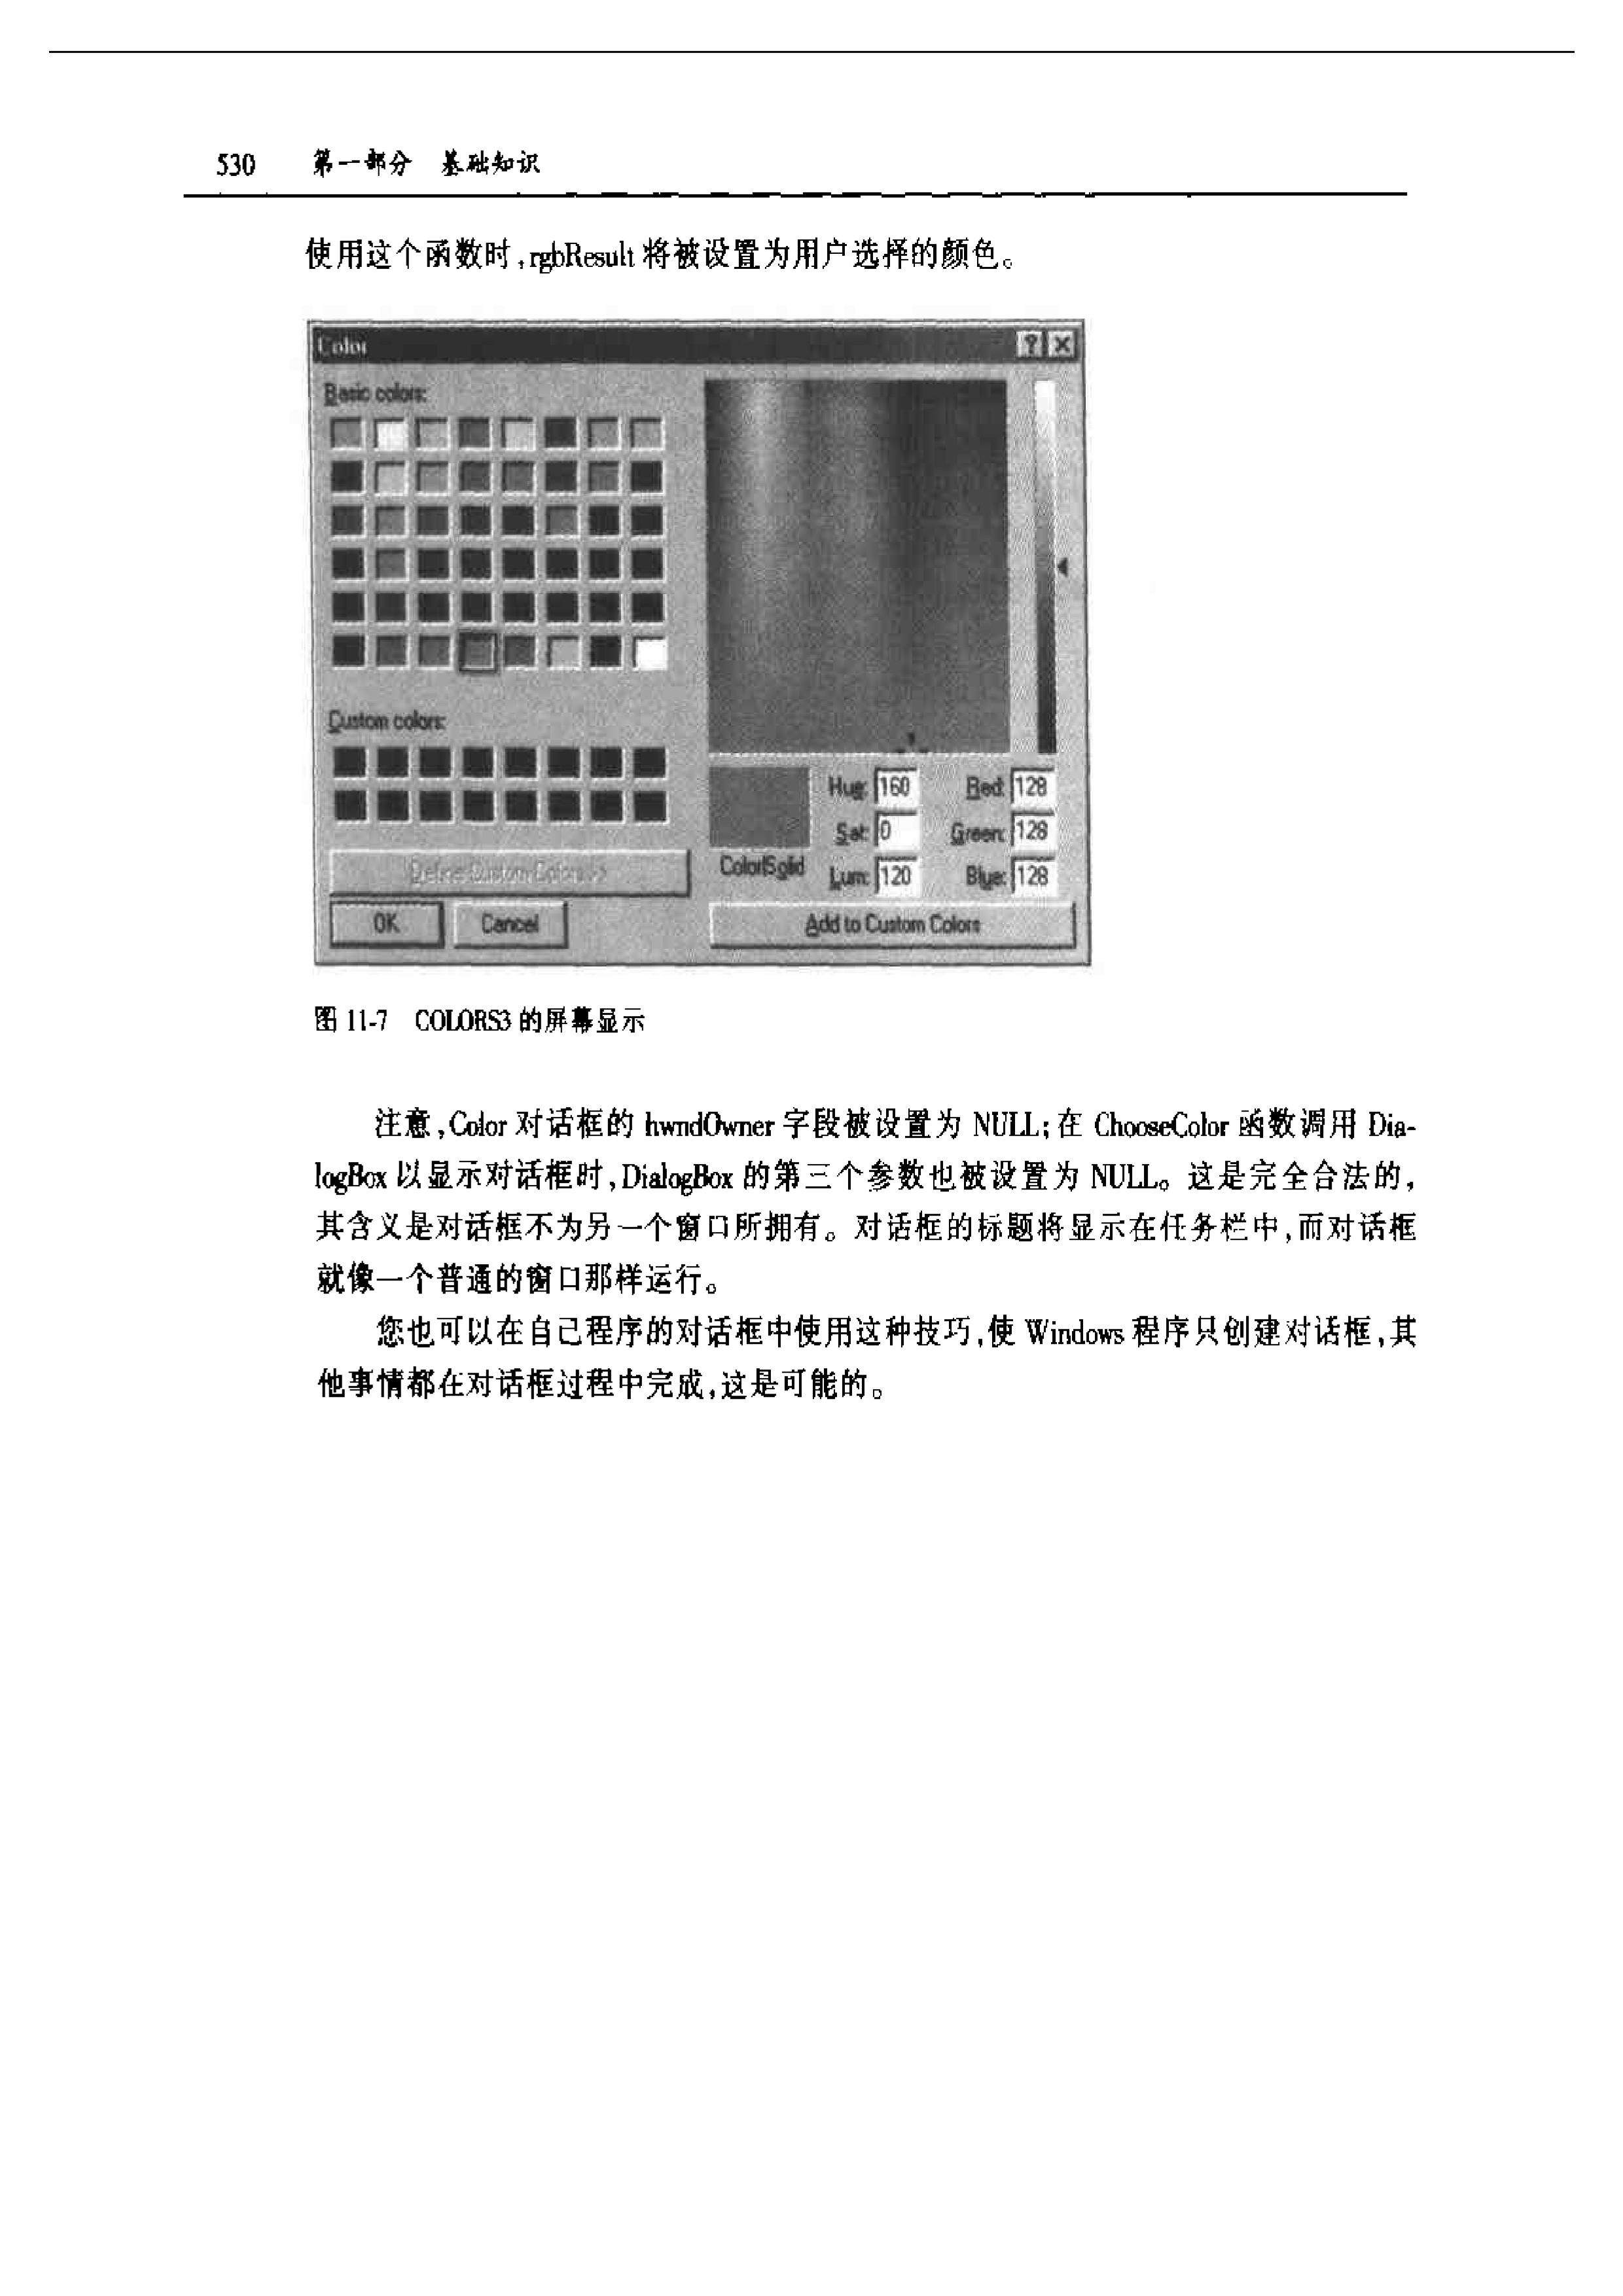 530 第一部分 基础知识
使用这个函数时,rgbResult 将被设置为用户选择的颜色。
Color
Basic colors:
Custom colors:
Hue: 160 Red: 128
Sat: 0 Green: 128
Color|Solid Lum: 120 Blue: 128
Define Custom Colors >>
OK Cancel Add to Custom Colors
图 11-7 COLORS3 的屏幕显示
注意,Color 对话框的 hwndOwner 字段被设置为 NULL;在 ChooseColor 函数调用 Dia-
logBox 以显示对话框时,DialogBox 的第三个参数也被设置为 NULL。这是完全合法的,
其含义是对话框不为另一个窗口所拥有。对话框的标题将显示在任务栏中,而对话框
就像一个普通的窗口那样运行。
您也可以在自己程序的对话框中使用这种技巧,使 Windows 程序只创建对话框,其
他事情都在对话框过程中完成,这是可能的。